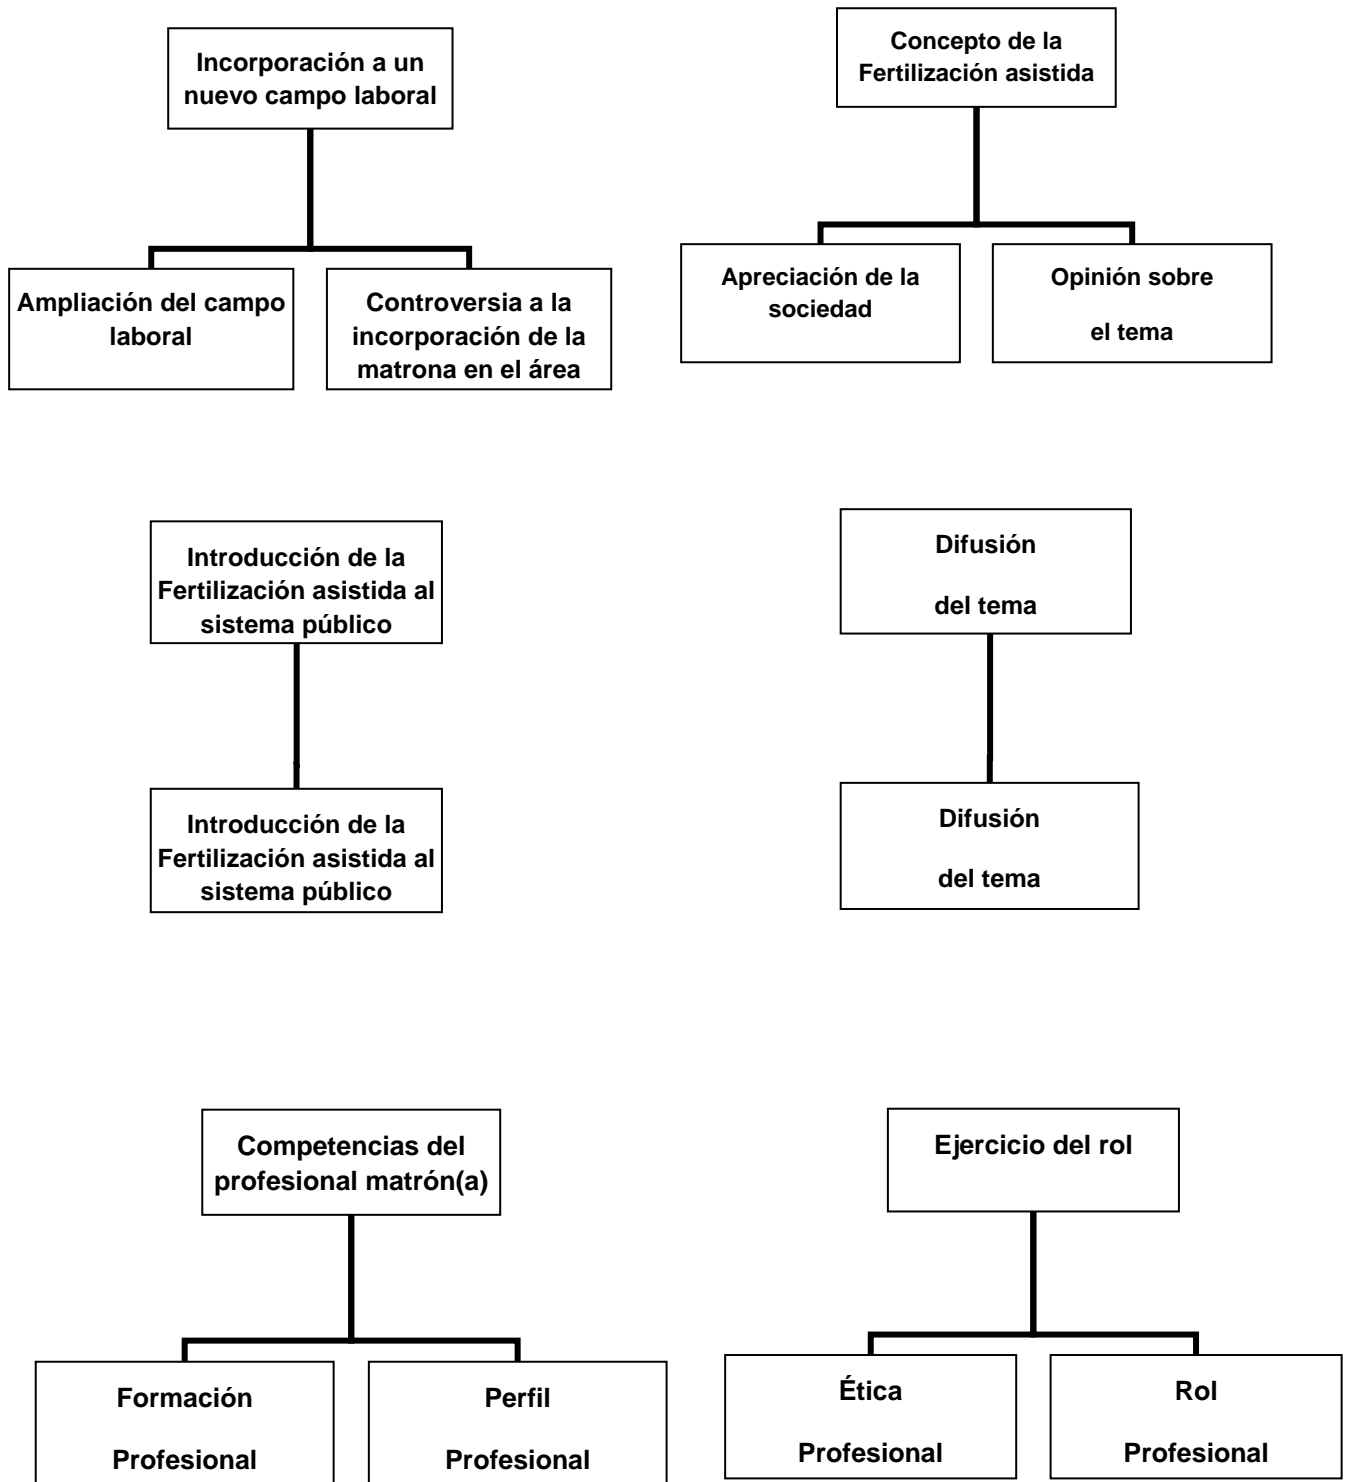 Incorporación a un
nuevo campo laboral
Ampliación del campo
laboral
Controversia a la
incorporación de la
matrona en el área
Concepto de la
Fertilización asistida
Apreciación de la
sociedad
Opinión sobre
el tema
Introducción de la
Fertilización asistida al
sistema público
Introducción de la
Fertilización asistida al
sistema público
Difusión
del tema
Difusión
del tema
Competencias del
profesional matrón(a)
Formación
Profesional
Perfil
Profesional
Ejercicio del rol
Ética
Profesional
Rol
Profesional